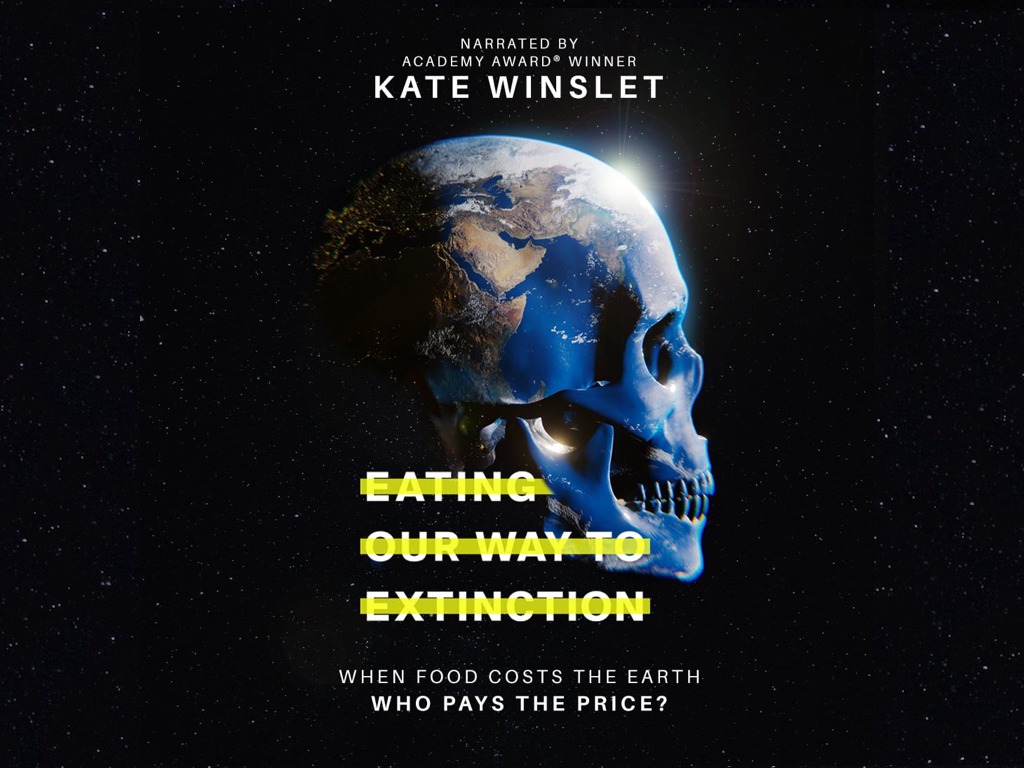 NARRATED BY
ACADEMY AWARD® WINNER
KATE WINSLET
EATING
OUR WAY TO
EXTINCTION
WHEN FOOD COSTS THE EARTH
WHO PAYS THE PRICE?